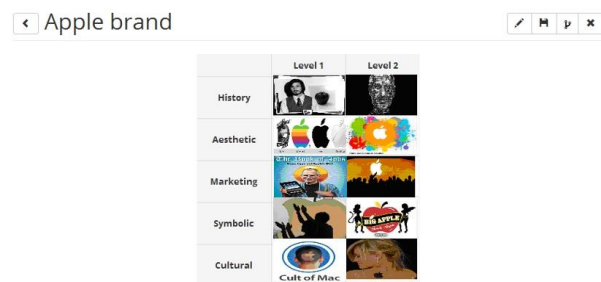 Apple brand
Level 1 Level 2
History
Aesthetic
Marketing
Symbolic
BIG APPLE
Cultural
Cult of Mac